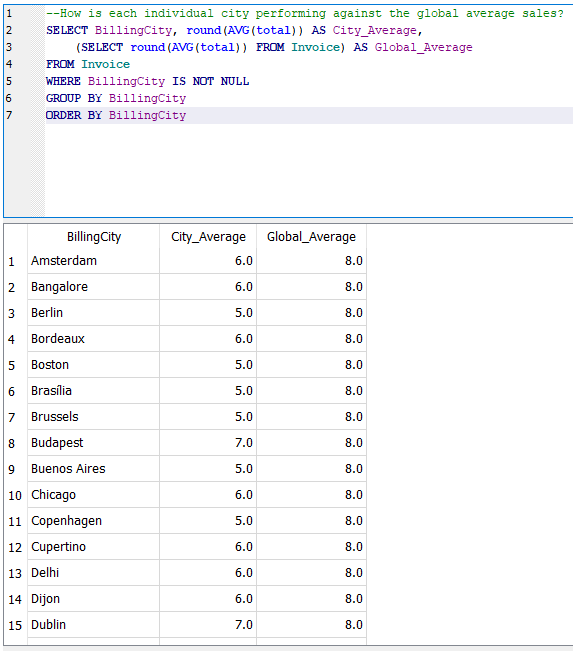 1 --How is each individual city performing against the global average sales?
2 SELECT BillingCity, round(AVG(total)) AS City_Average,
3 (SELECT round(AVG(total)) FROM Invoice) AS Global_Average
4 FROM Invoice
5 WHERE BillingCity IS NOT NULL
6 GROUP BY BillingCity
7 ORDER BY BillingCity
BillingCity City_Average Global_Average
1 Amsterdam 6.0 8.0
2 Bangalore 6.0 8.0
3 Berlin 5.0 8.0
4 Bordeaux 6.0 8.0
5 Boston 5.0 8.0
6 Brasília 5.0 8.0
7 Brussels 5.0 8.0
8 Budapest 7.0 8.0
9 Buenos Aires 5.0 8.0
10 Chicago 6.0 8.0
11 Copenhagen 5.0 8.0
12 Cupertino 6.0 8.0
13 Delhi 6.0 8.0
14 Dijon 6.0 8.0
15 Dublin 7.0 8.0